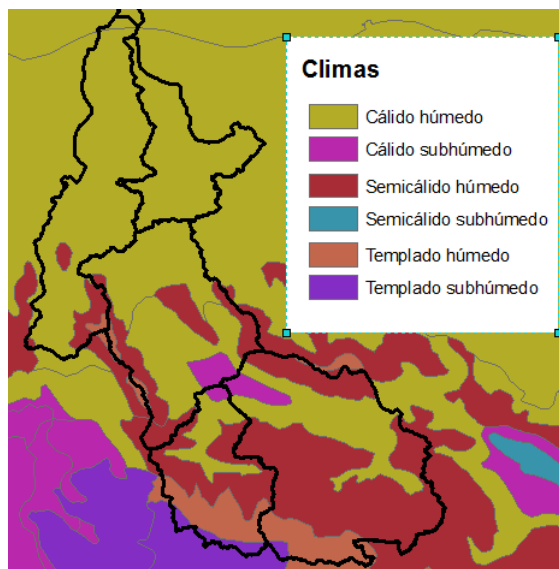 Climas
Cálido húmedo
Cálido subhúmedo
Semicálido húmedo
Semicálido subhúmedo
Templado húmedo
Templado subhúmedo